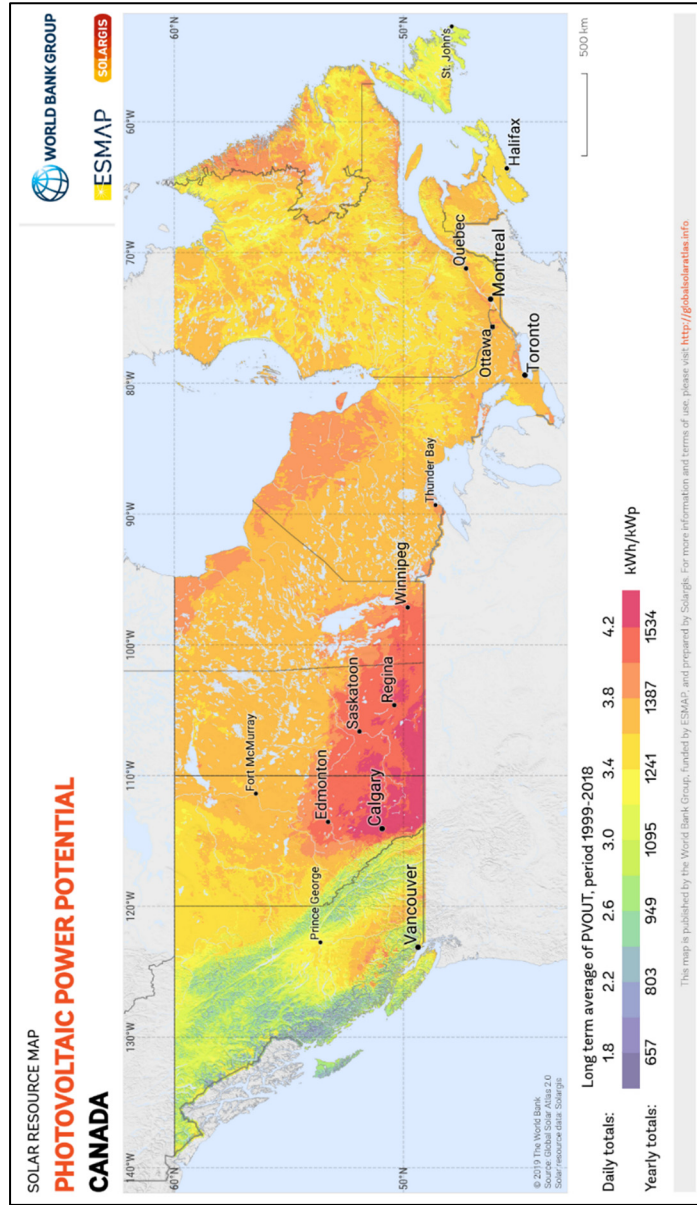 SOLAR RESOURCE MAP
PHOTOVOLTAIC POWER POTENTIAL
CANADA
WORLD BANK GROUP
ESMAP
SOLARGIS
140°W
130°W
120°W
110°W
100°W
90°W
80°W
70°W
60°W
60°N
60°N
50°N
50°N
Fort McMurray
Prince George
Edmonton
Saskatoon
Calgary
Regina
Winnipeg
Vancouver
Thunder Bay
Québec
Ottawa
Montreal
Toronto
Halifax
St. John's
© 2019 The World Bank
Source: Global Solar Atlas 2.0
Solar resource data: Solargis
500 km
Long term average of PVOUT, period 1999-2018
Daily totals: 1.8 2.2 2.6 3.0 3.4 3.8 4.2
Yearly totals: 657 803 949 1095 1241 1387 1534 kWh/kWp
This map is published by the World Bank Group, funded by ESMAP, and prepared by Solargis. For more information and terms of use, please visit http://globalsolaratlas.info.